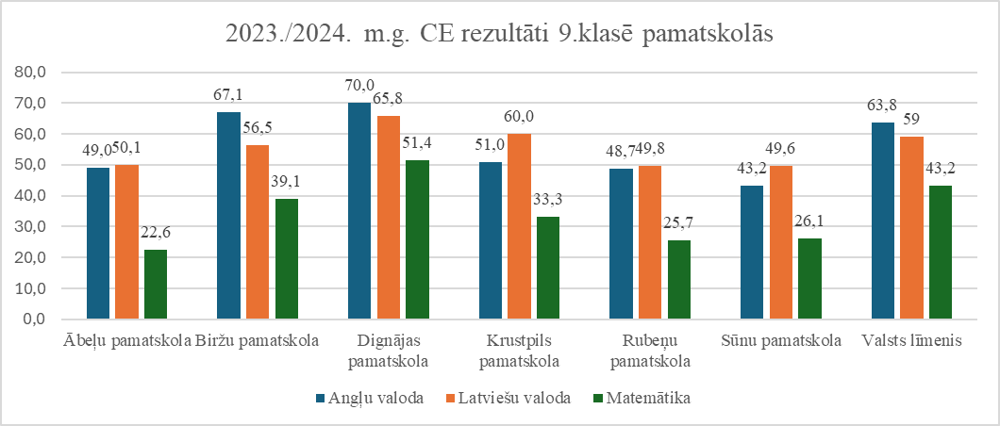 2023./2024. m.g. CE rezultāti 9.klasē pamatskolās
80,0
70,0
60,0
50,0
40,0
30,0
20,0
10,0
0,0
49,0 50,1 22,6
67,1 56,5 39,1
70,0 65,8 51,4
51,0 60,0 33,3
48,7 49,8 25,7
43,2 49,6 26,1
63,8 59 43,2
Ābeļu pamatskola
Biržu pamatskola
Dignājas
pamatskola
Krustpils
pamatskola
Rubeņu
pamatskola
Sūnu pamatskola
Valsts līmenis
Angļu valoda Latviešu valoda Matemātika